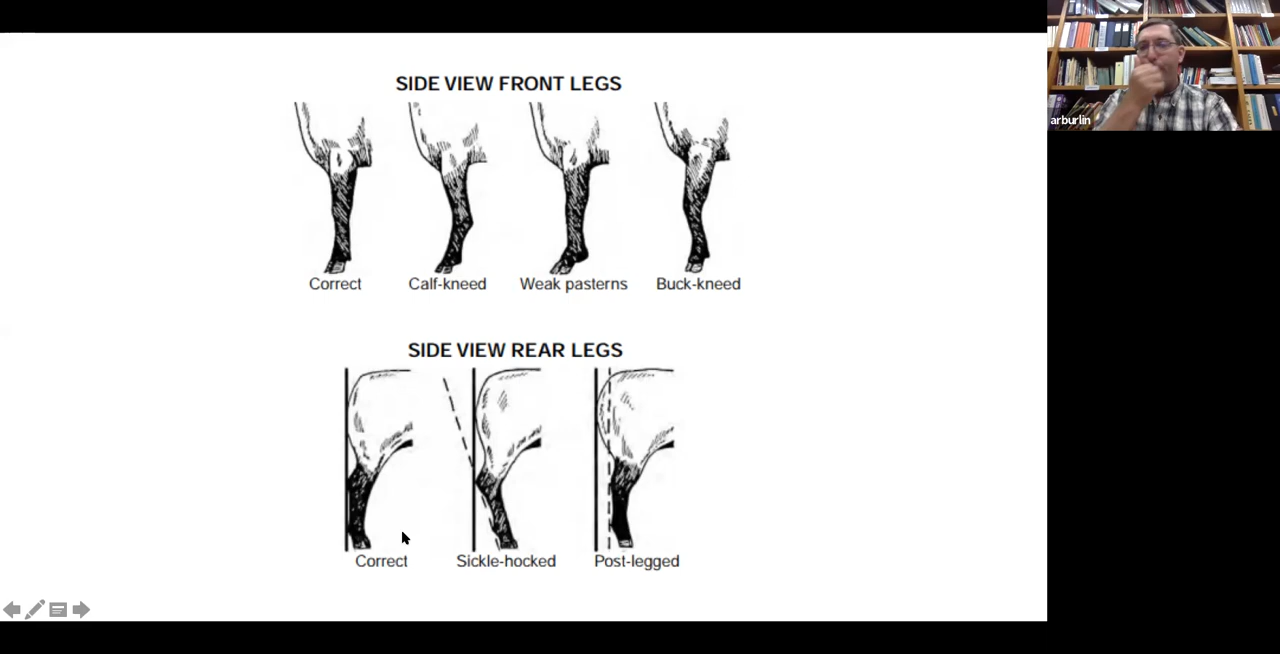 SIDE VIEW FRONT LEGS
Correct Calf-kneed Weak pasterns Buck-kneed
SIDE VIEW REAR LEGS
Correct Sickle-hocked Post-legged
arburlin